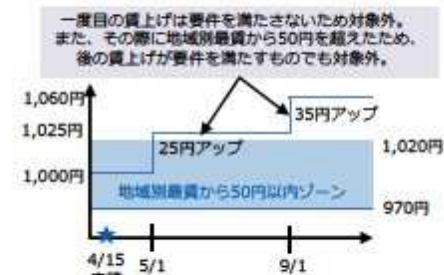 一度目の賃上げは要件を満たさないため対象外。
また、その際に地域別最賃から50円を超えたため、
後の賃上げが要件を満たすものでも対象外。
1,060円
35円アップ
1,025円
25円アップ
1,020円
1,000円
地域別最賃から50円以内ゾーン
970円
4/15
5/1
9/1